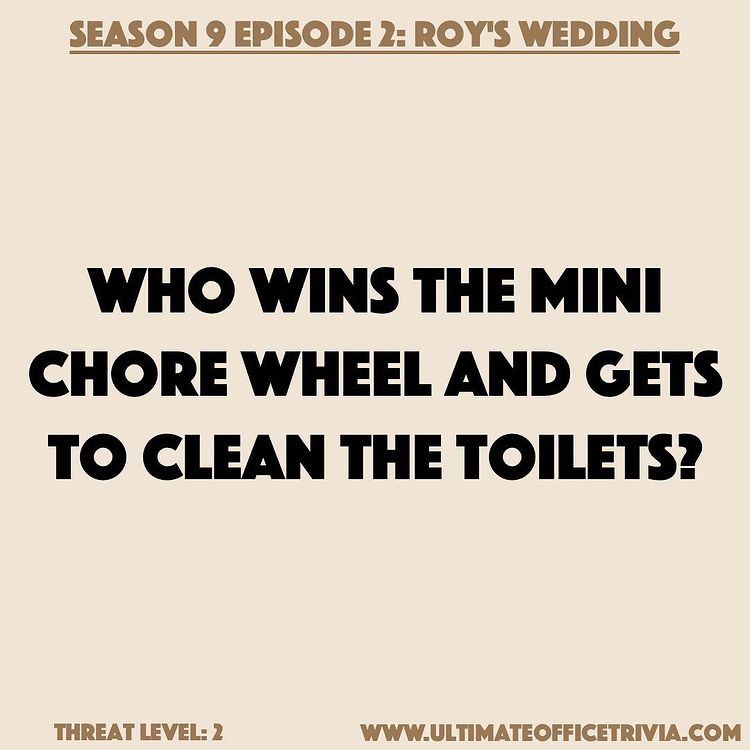 SEASON 9 EPISODE 2: ROY'S WEDDING
WHO WINS THE MINI
CHORE WHEEL AND GETS
TO CLEAN THE TOILETS?
THREAT LEVEL: 2
WWW.ULTIMATEOFFICETRIVIA.COM